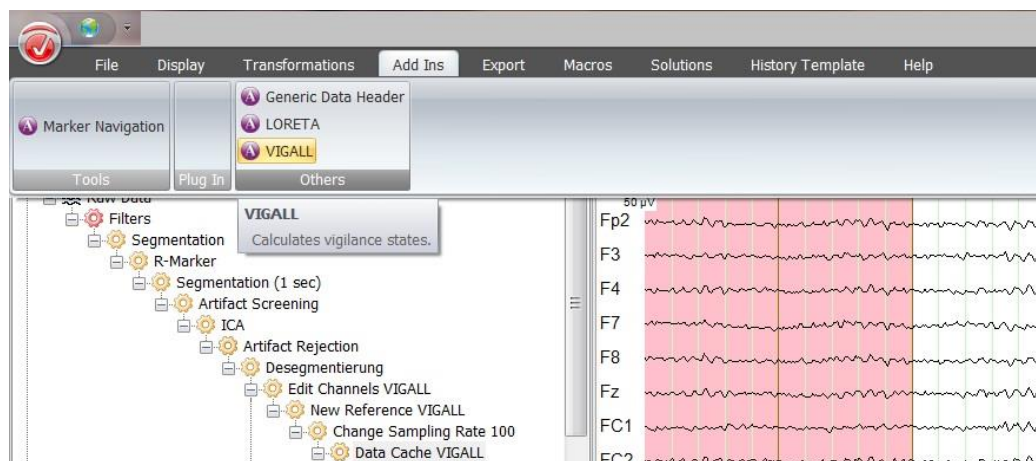 File Display Transformations Add Ins Export Macros Solutions History Template Help
Generic Data Header
Marker Navigation
LORETA
VIGALL
Tools Plug In Others
VIGALL
Calculates vigilance states.
Raw Data
Filters
Segmentation
R-Marker
Segmentation (1 sec)
Artifact Screening
ICA
Artifact Rejection
Desegmentierung
Edit Channels VIGALL
New Reference VIGALL
Change Sampling Rate 100
Data Cache VIGALL
50 µV
Fp2
F3
F4
F7
F8
Fz
FC1
FC2